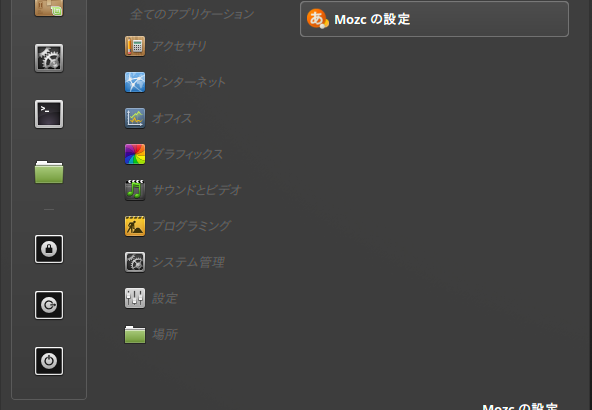 全てのアプリケーション
アクセサリ
インターネット
オフィス
グラフィックス
サウンドとビデオ
プログラミング
システム管理
設定
場所
あ Mozc の設定
Mozc の設定